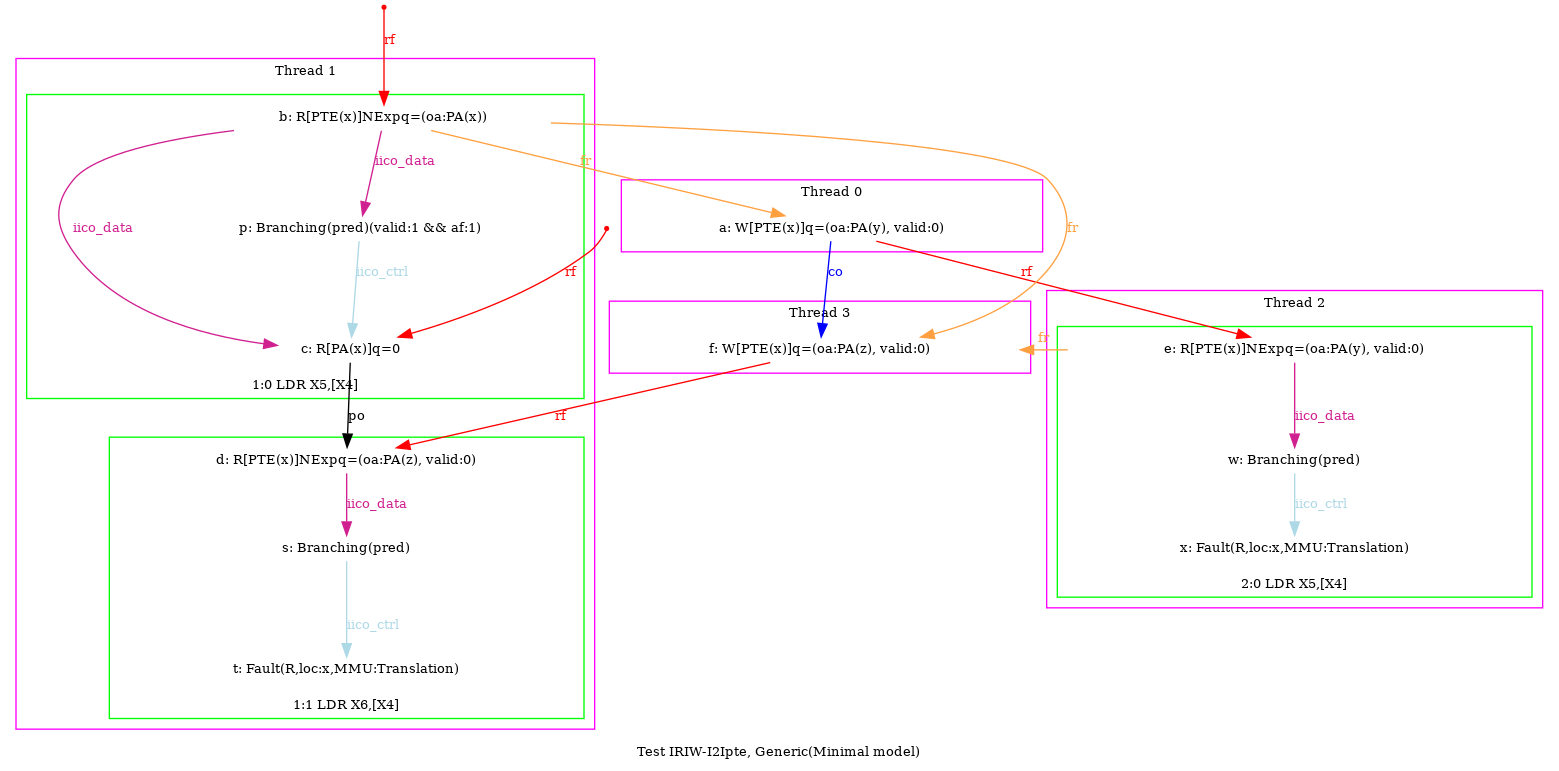 rf
Thread 1
b: R[PTE(x)]NExpq=(oa:PA(x))
iico_data
fr
Thread 0
iico_data
p: Branching(pred)(valid:1 && af:1)
a: W[PTE(x)]q=(oa:PA(y), valid:0)
fr
iico_ctrl
rf
co
rf
Thread 3
Thread 2
c: R[PA(x)]q=0
f: W[PTE(x)]q=(oa:PA(z), valid:0)
fr
e: R[PTE(x)]NExpq=(oa:PA(y), valid:0)
1:0 LDR X5,[X4]
po
rf
iico_data
d: R[PTE(x)]NExpq=(oa:PA(z), valid:0)
w: Branching(pred)
iico_data
iico_ctrl
s: Branching(pred)
x: Fault(R,loc:x,MMU:Translation)
2:0 LDR X5,[X4]
iico_ctrl
t: Fault(R,loc:x,MMU:Translation)
1:1 LDR X6,[X4]
Test IRIW-I2Ipte, Generic(Minimal model)